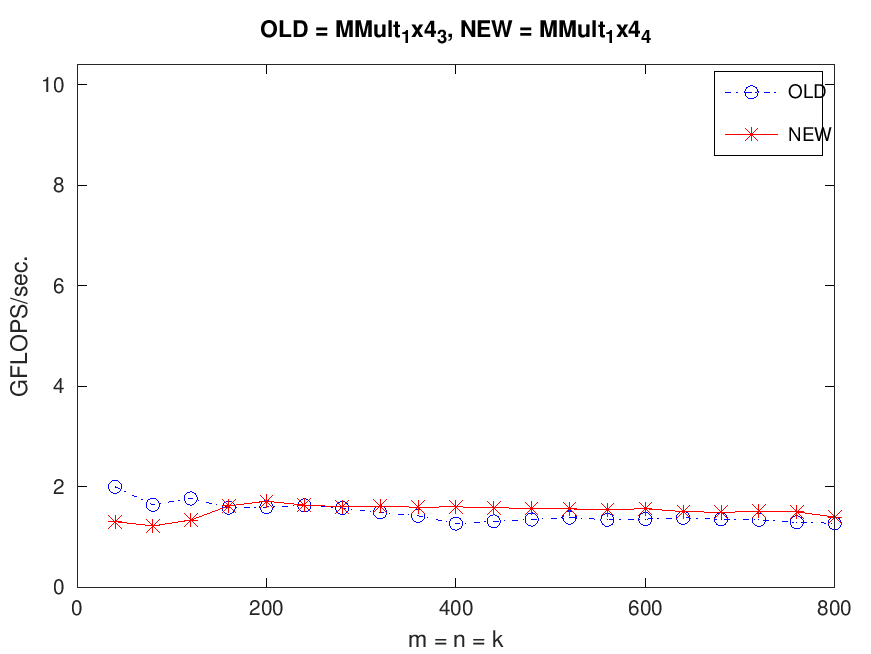 OLD = MMult₁x4₃, NEW = MMult₁x4₄
10
8
6
4
2
0
GFLOPS/sec.
OLD
NEW
0 200 400 600 800
m = n = k